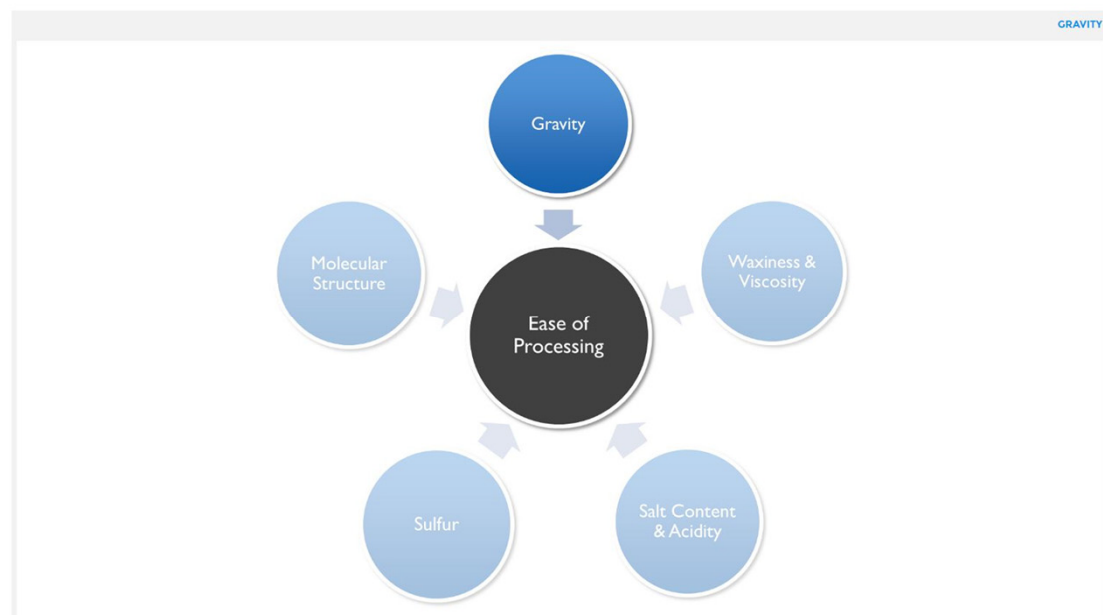 GRAVITY
Gravity
Molecular
Structure
Waxiness &
Viscosity
Ease of
Processing
Sulfur
Salt Content
& Acidity